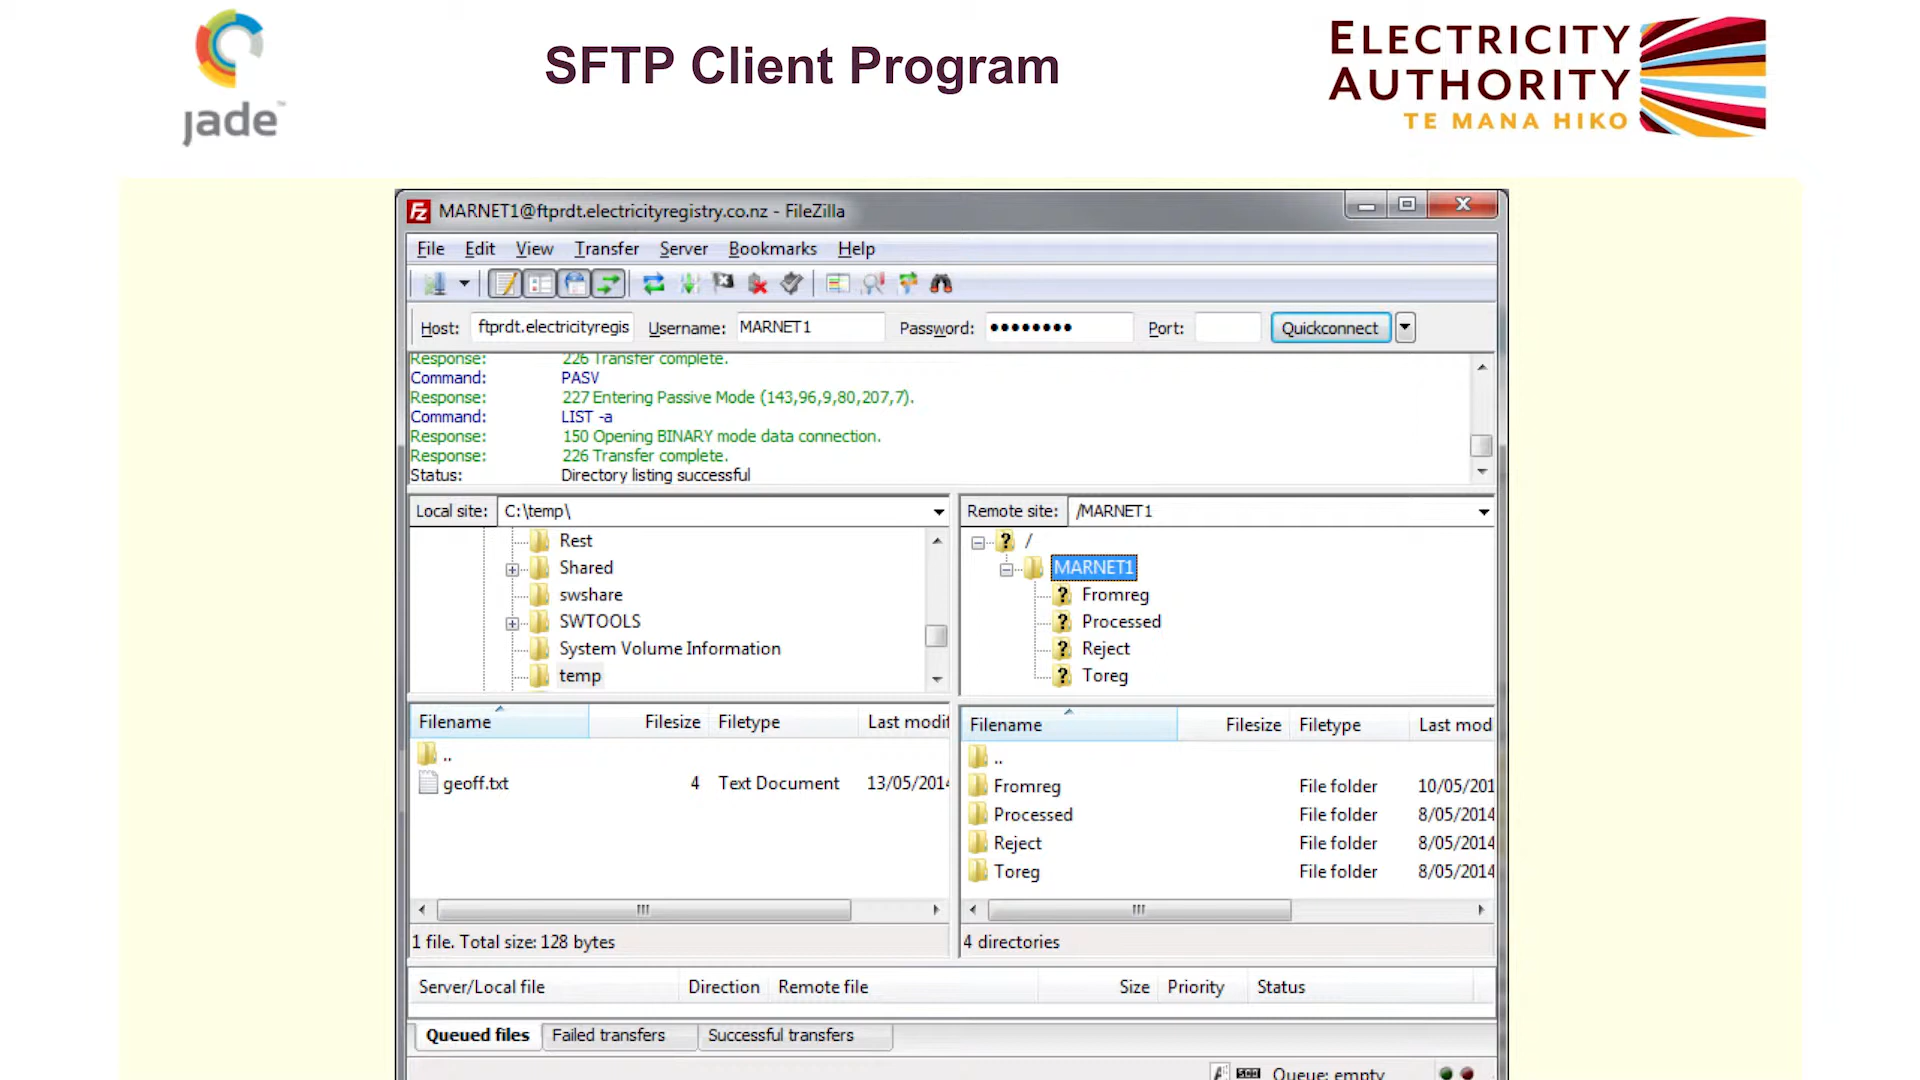 jade™
SFTP Client Program
ELECTRICITY
AUTHORITY
TE MANA HIKO
MARNET1@ftprdt.electricityregistry.co.nz - FileZilla
File Edit View Transfer Server Bookmarks Help
Host: ftprdt.electricityregis Username: MARNET1 Password: •••••••• Port: Quickconnect
Response: 226 Transfer complete.
Command: PASV
Response: 227 Entering Passive Mode (143,96,9,80,207,7).
Command: LIST -a
Response: 150 Opening BINARY mode data connection.
Response: 226 Transfer complete.
Status: Directory listing successful
Local site: C:\temp\
Rest
Shared
swshare
SWTOOLS
System Volume Information
temp
Remote site: /MARNET1
/
MARNET1
Fromreg
Processed
Reject
Toreg
Filename Filesize Filetype Last modif
..
geoff.txt 4 Text Document 13/05/2014
1 file. Total size: 128 bytes
Filename Filesize Filetype Last mod
..
Fromreg File folder 10/05/201
Processed File folder 8/05/2014
Reject File folder 8/05/2014
Toreg File folder 8/05/2014
4 directories
Server/Local file Direction Remote file Size Priority Status
Queued files Failed transfers Successful transfers
Queue: empty